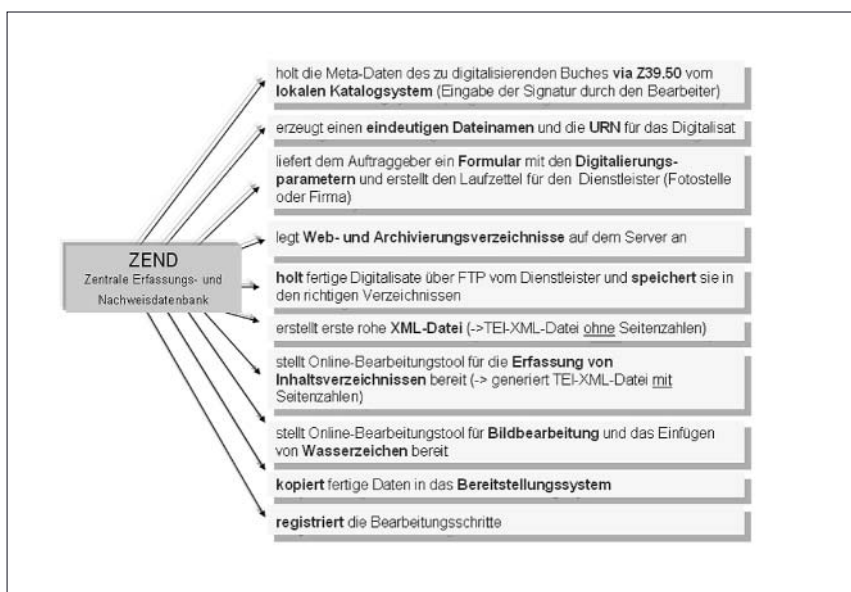 holt die Meta-Daten des zu digitalisierenden Buches via Z39.50 vom
lokalen Katalogsystem (Eingabe der Signatur durch den Bearbeiter)
erzeugt einen eindeutigen Dateinamen und die URN für das Digitalisat
liefert dem Auftraggeber ein Formular mit den Digitalierungs-
parametern und erstellt den Laufzettel für den Dienstleister (Fotostelle
oder Firma)
legt Web- und Archivierungsverzeichnisse auf dem Server an
ZEND
Zentrale Erfassungs- und
Nachweisdatenbank
holt fertige Digitalisate über FTP vom Dienstleister und speichert sie in
den richtigen Verzeichnissen
erstellt erste rohe XML-Datei (->TEI-XML-Datei ohne Seitenzahlen)
stellt Online-Bearbeitungstool für die Erfassung von
Inhaltsverzeichnissen bereit (-> generiert TEI-XML-Datei mit
Seitenzahlen)
stellt Online-Bearbeitungstool für Bildbearbeitung und das Einfügen
von Wasserzeichen bereit
kopiert fertige Daten in das Bereitstellungssystem
registriert die Bearbeitungsschritte